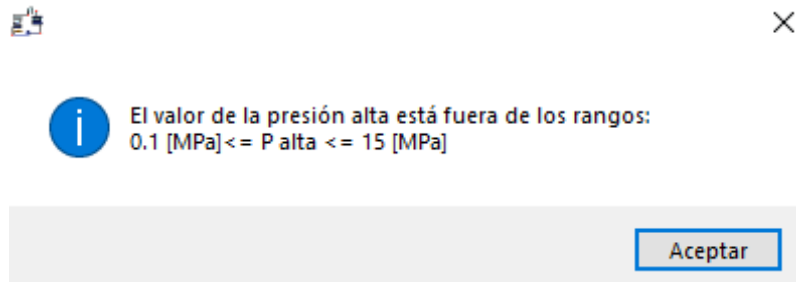 El valor de la presión alta está fuera de los rangos:
0.1 [MPa]<= P alta <= 15 [MPa]
Aceptar